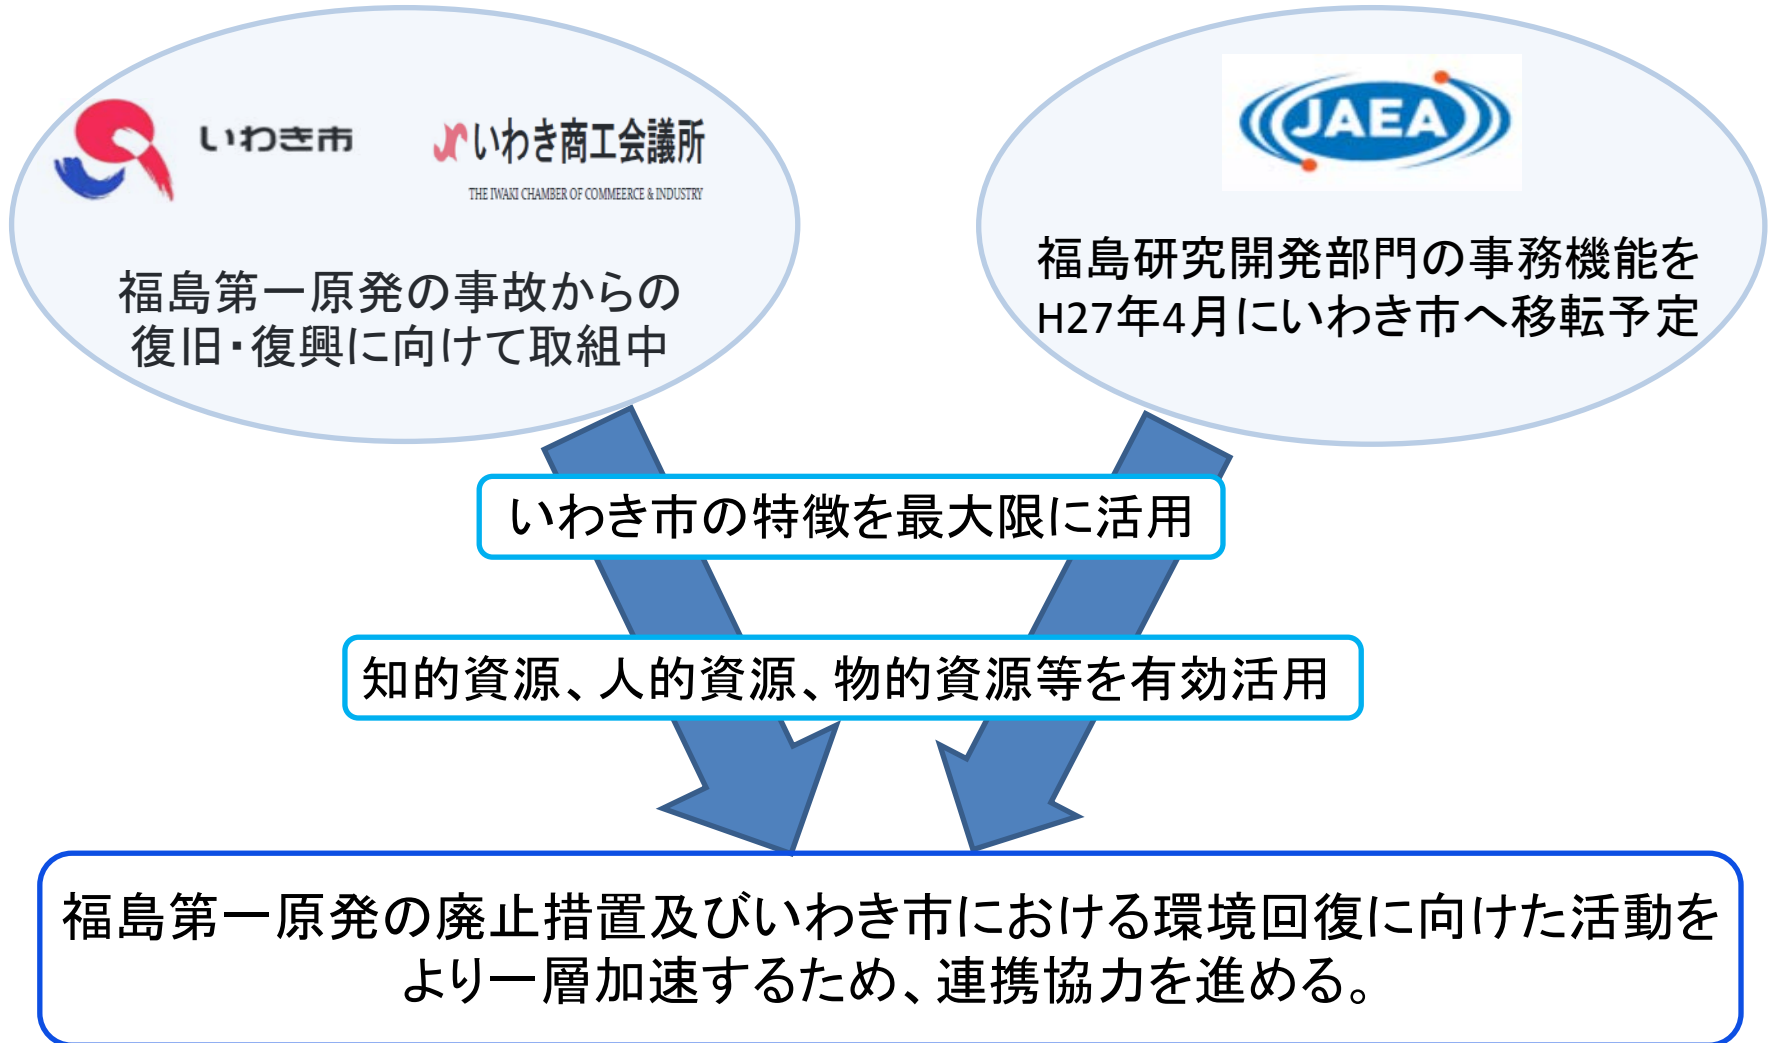 いわき市
いわき商工会議所
THE IWAKI CHAMBER OF COMMEERCE & INDUSTRY
福島第一原発の事故からの
復旧・復興に向けて取組中
JAEA
福島研究開発部門の事務機能を
H27年4月にいわき市へ移転予定
いわき市の特徴を最大限に活用
知的資源、人的資源、物的資源等を有効活用
福島第一原発の廃止措置及びいわき市における環境回復に向けた活動を
より一層加速するため、連携協力を進める。